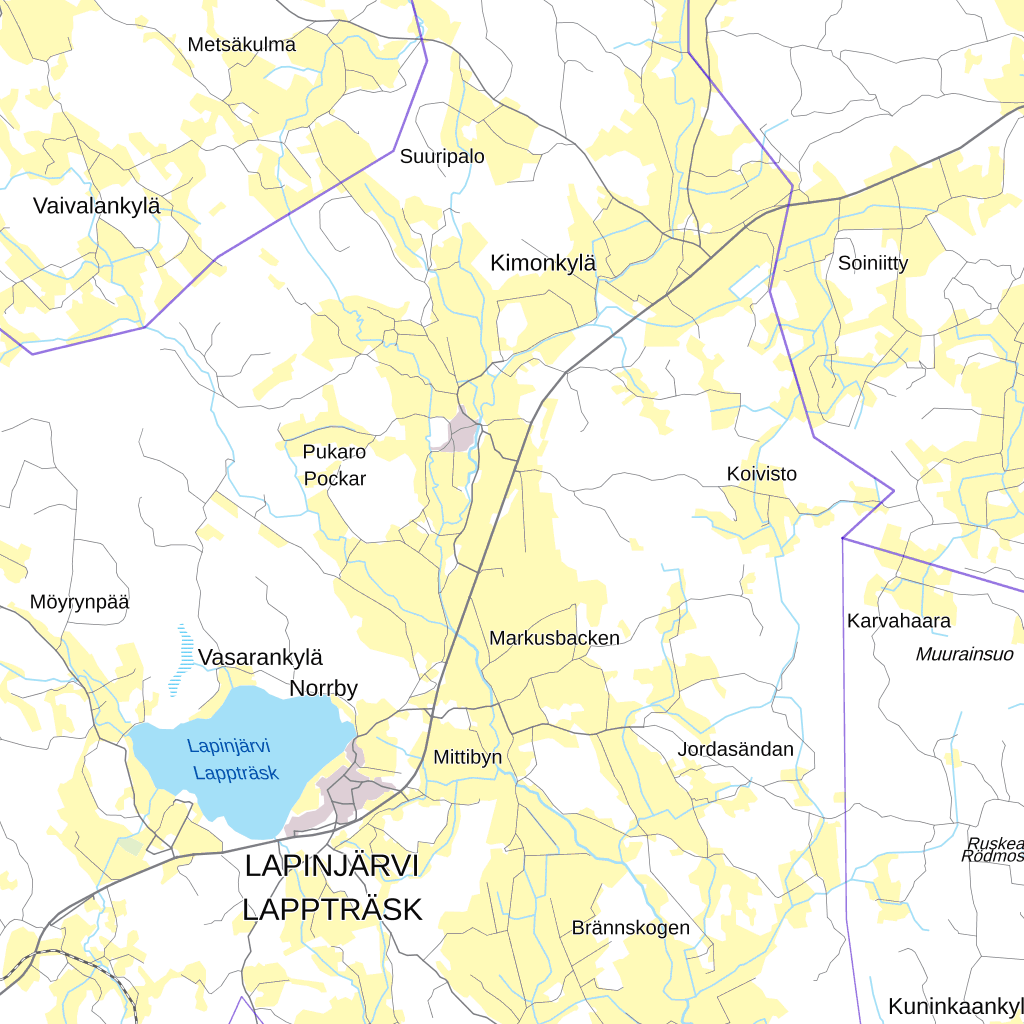 Metsäkulma
Suuripalo
Vaivalankylä
Kimonkylä
Soiniitty
Pukaro
Pockar
Koivisto
Möyrynpää
Karvahaara
Markusbacken
Muurainsuo
Vasarankylä
Norrby
Lapinjärvi
Lappträsk
Mittibyn
Jordasändan
Ruskea
Rödmos
LAPINJÄRVI
LAPPTRÄSK
Brännskogen
Kuninkaankyl